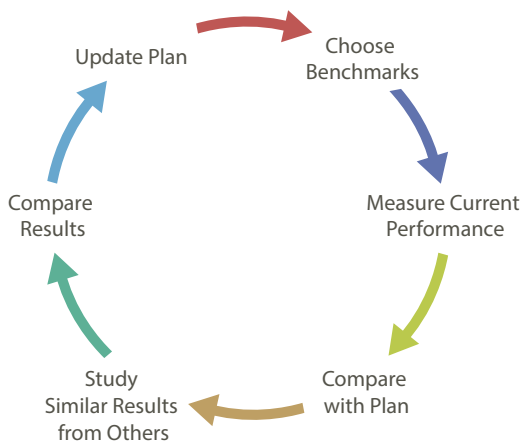 Update Plan
Choose
Benchmarks
Measure Current
Performance
Compare
with Plan
Study
Similar Results
from Others
Compare
Results